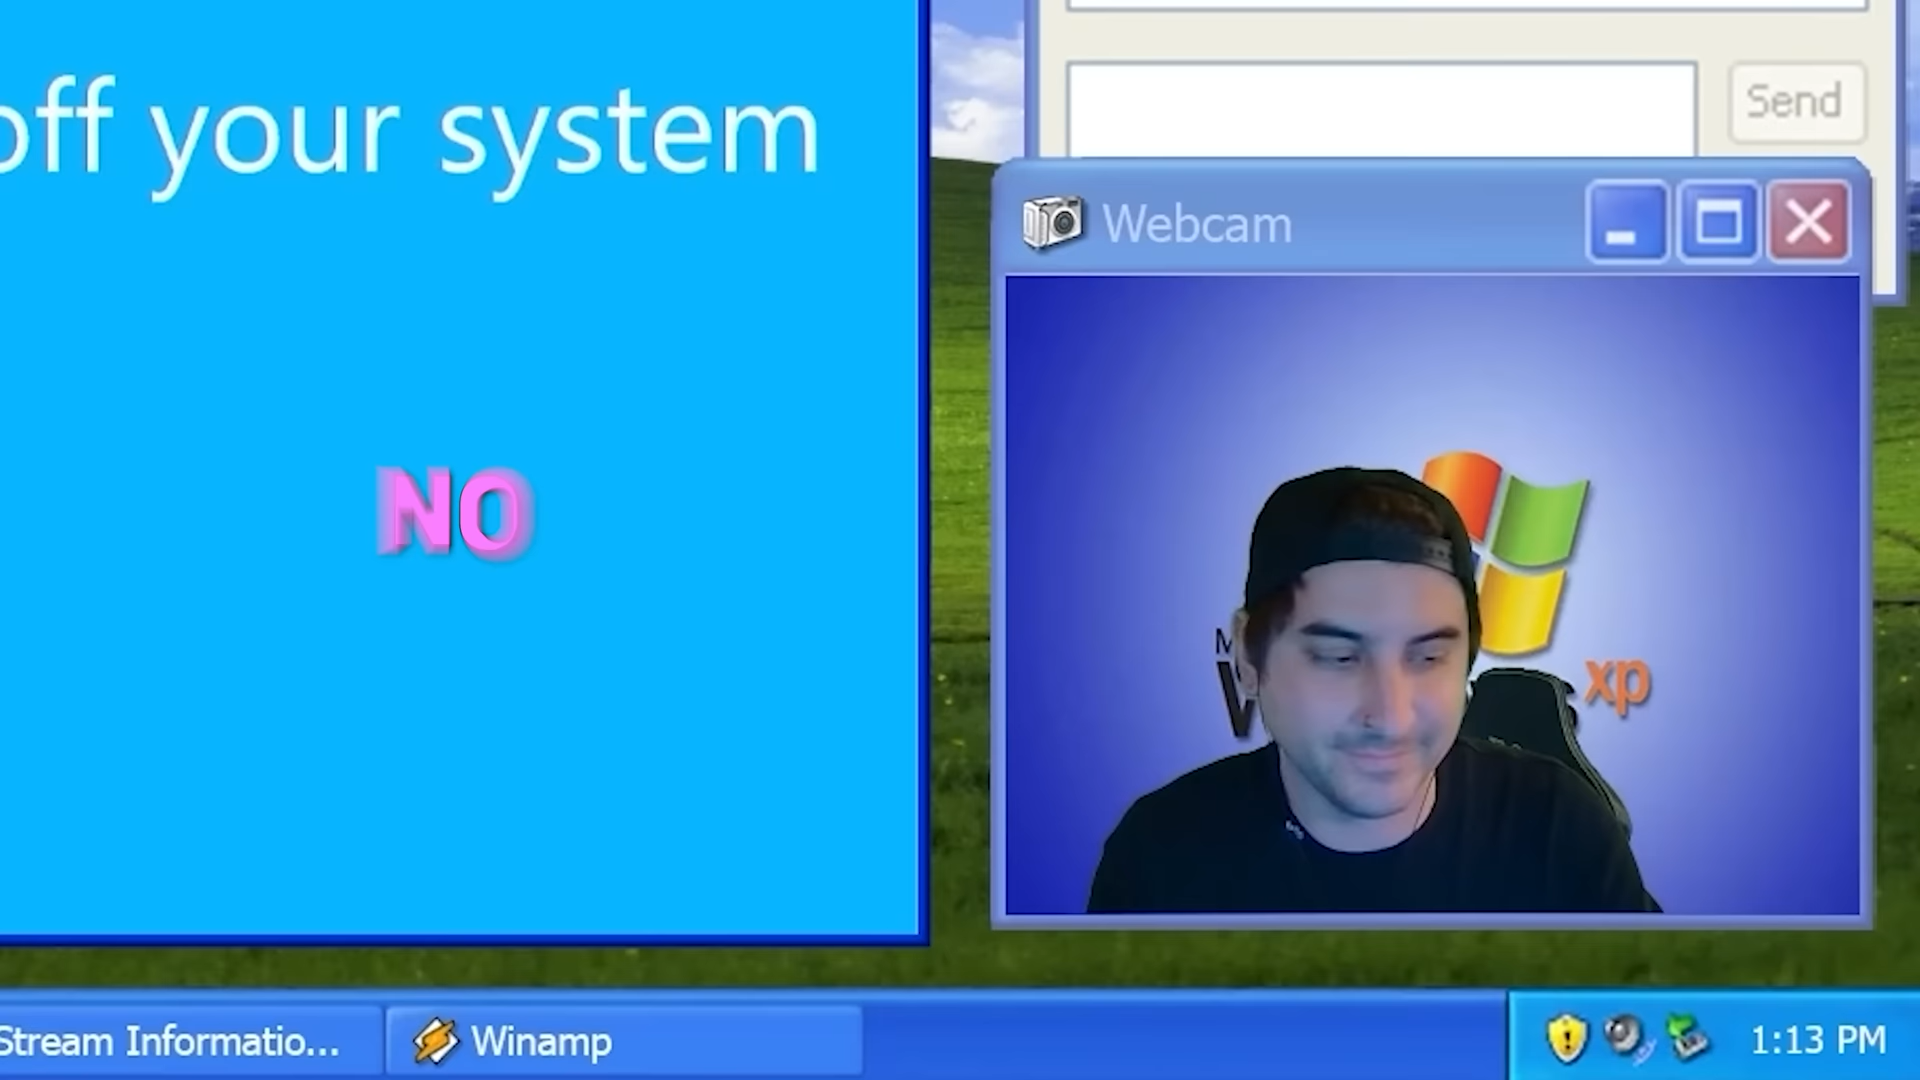 off your system
NO
Send
Webcam
xp
Stream Informatio...
Winamp
1:13 PM